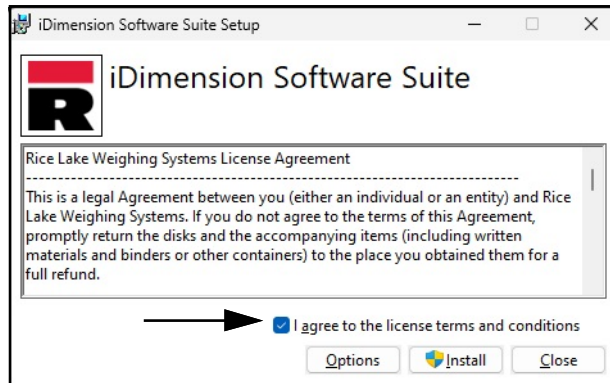 iDimension Software Suite Setup
iDimension Software Suite
R
Rice Lake Weighing Systems License Agreement
------------------------------------------------------------------------------
This is a legal Agreement between you (either an individual or an entity) and Rice
Lake Weighing Systems. If you do not agree to the terms of this Agreement,
promptly return the disks and the accompanying items (including written
materials and binders or other containers) to the place you obtained them for a
full refund.
I agree to the license terms and conditions
Options Install Close